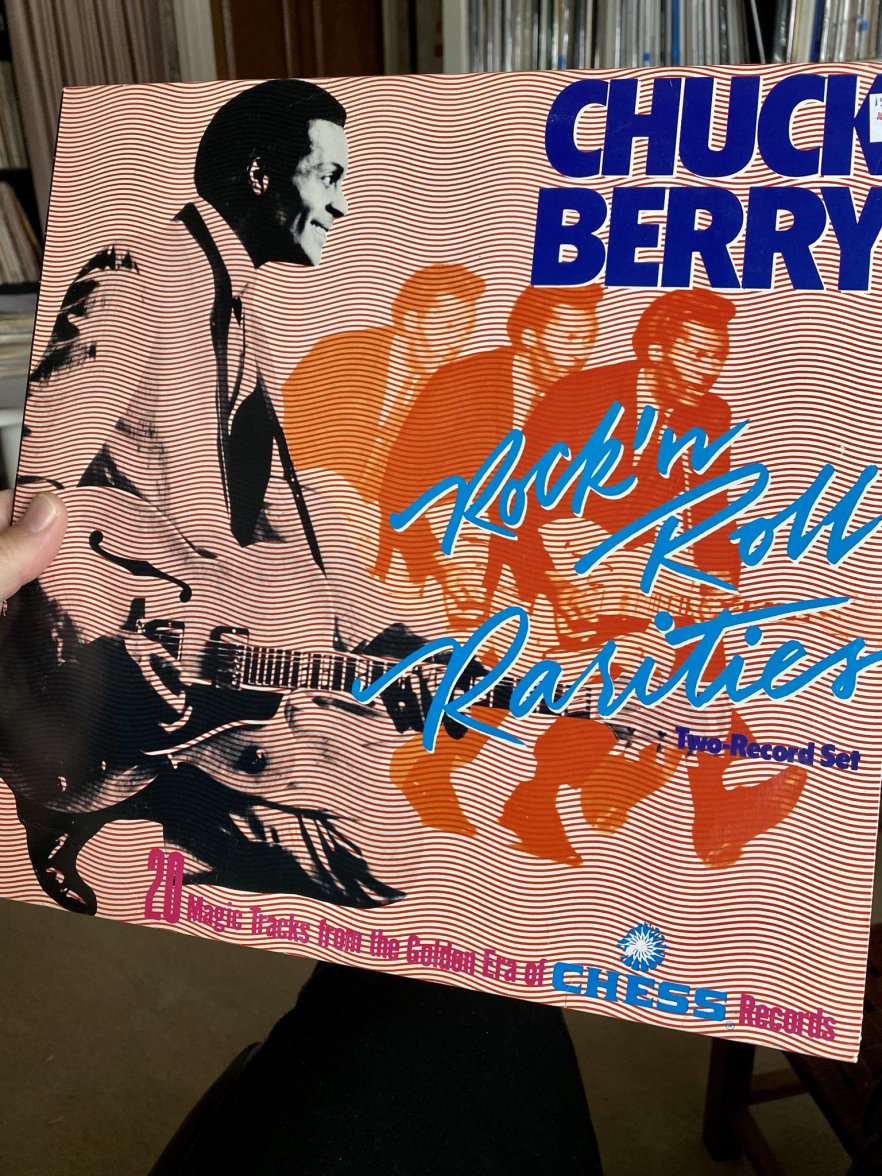 CHUCK
BERRY
Rock'n
Roll
Rarities
Two-Record Set
20 Magic Tracks from the Golden Era of CHESS® Records